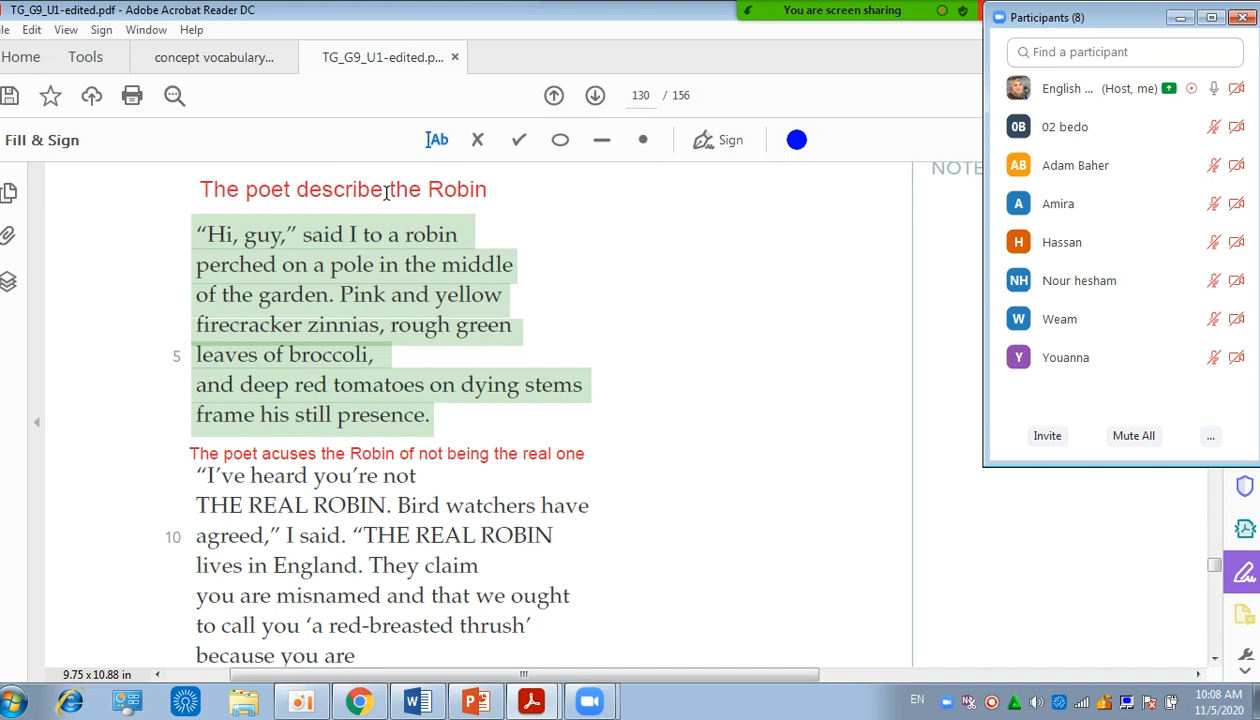 TG_G9_U1-edited.pdf - Adobe Acrobat Reader DC
You are screen sharing
Participants (8)
Edit View Sign Window Help
Home Tools concept vocabulary... TG_G9_U1-edited.p... ×
Find a participant
130 / 156
English ... (Host, me)
Fill & Sign
Ab
Sign
0B 02 bedo
AB Adam Baher
A Amira
H Hassan
NH Nour hesham
W Weam
Y Youanna
Invite Mute All ...
NOTE
The poet describe the Robin
“Hi, guy,” said I to a robin
perched on a pole in the middle
of the garden. Pink and yellow
firecracker zinnias, rough green
5 leaves of broccoli,
and deep red tomatoes on dying stems
frame his still presence.
The poet acuses the Robin of not being the real one
“I’ve heard you’re not
THE REAL ROBIN. Bird watchers have
10 agreed,” I said. “THE REAL ROBIN
lives in England. They claim
you are misnamed and that we ought
to call you ‘a red-breasted thrush’
because you are
9.75 x 10.88 in
EN
10:08 AM
11/5/2020